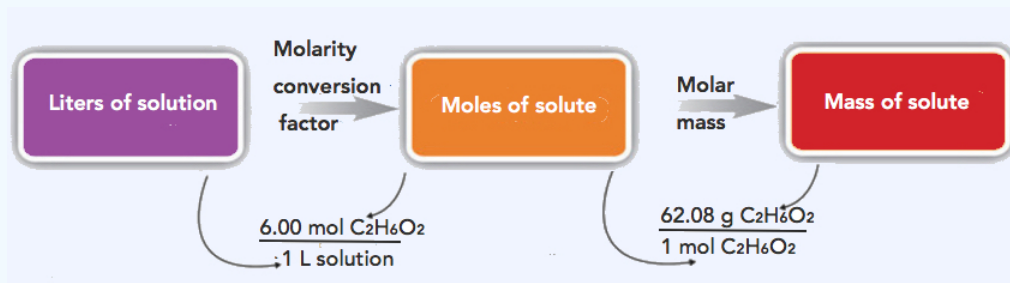 Liters of solution
Molarity
conversion
factor
Moles of solute
Molar
mass
Mass of solute
6.00 mol C2H6O2
1 L solution
62.08 g C2H6O2
1 mol C2H6O2